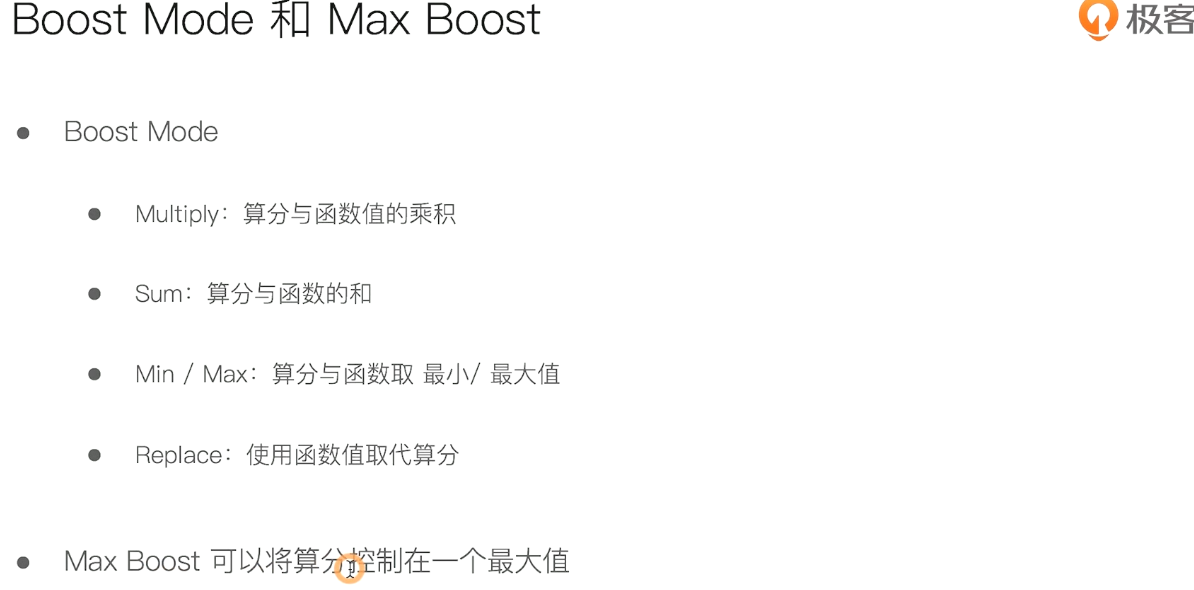 Boost Mode 和 Max Boost
极客
Boost Mode
Multiply：算分与函数值的乘积
Sum：算分与函数的和
Min / Max：算分与函数取 最小/ 最大值
Replace：使用函数值取代算分
Max Boost 可以将算分控制在一个最大值